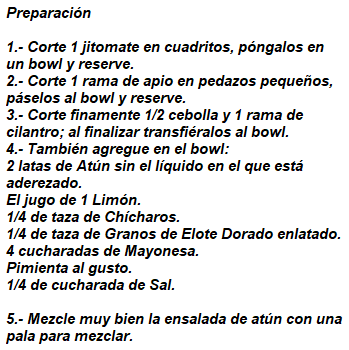 Preparación
1.- Corte 1 jitomate en cuadritos, póngalos en
un bowl y reserve.
2.- Corte 1 rama de apio en pedazos pequeños,
páselos al bowl y reserve.
3.- Corte finamente 1/2 cebolla y 1 rama de
cilantro; al finalizar transfiéralos al bowl.
4.- También agregue en el bowl:
2 latas de Atún sin el líquido en el que está
aderezado.
El jugo de 1 Limón.
1/4 de taza de Chícharos.
1/4 de taza de Granos de Elote Dorado enlatado.
4 cucharadas de Mayonesa.
Pimienta al gusto.
1/4 de cucharada de Sal.
5.- Mezcle muy bien la ensalada de atún con una
pala para mezclar.